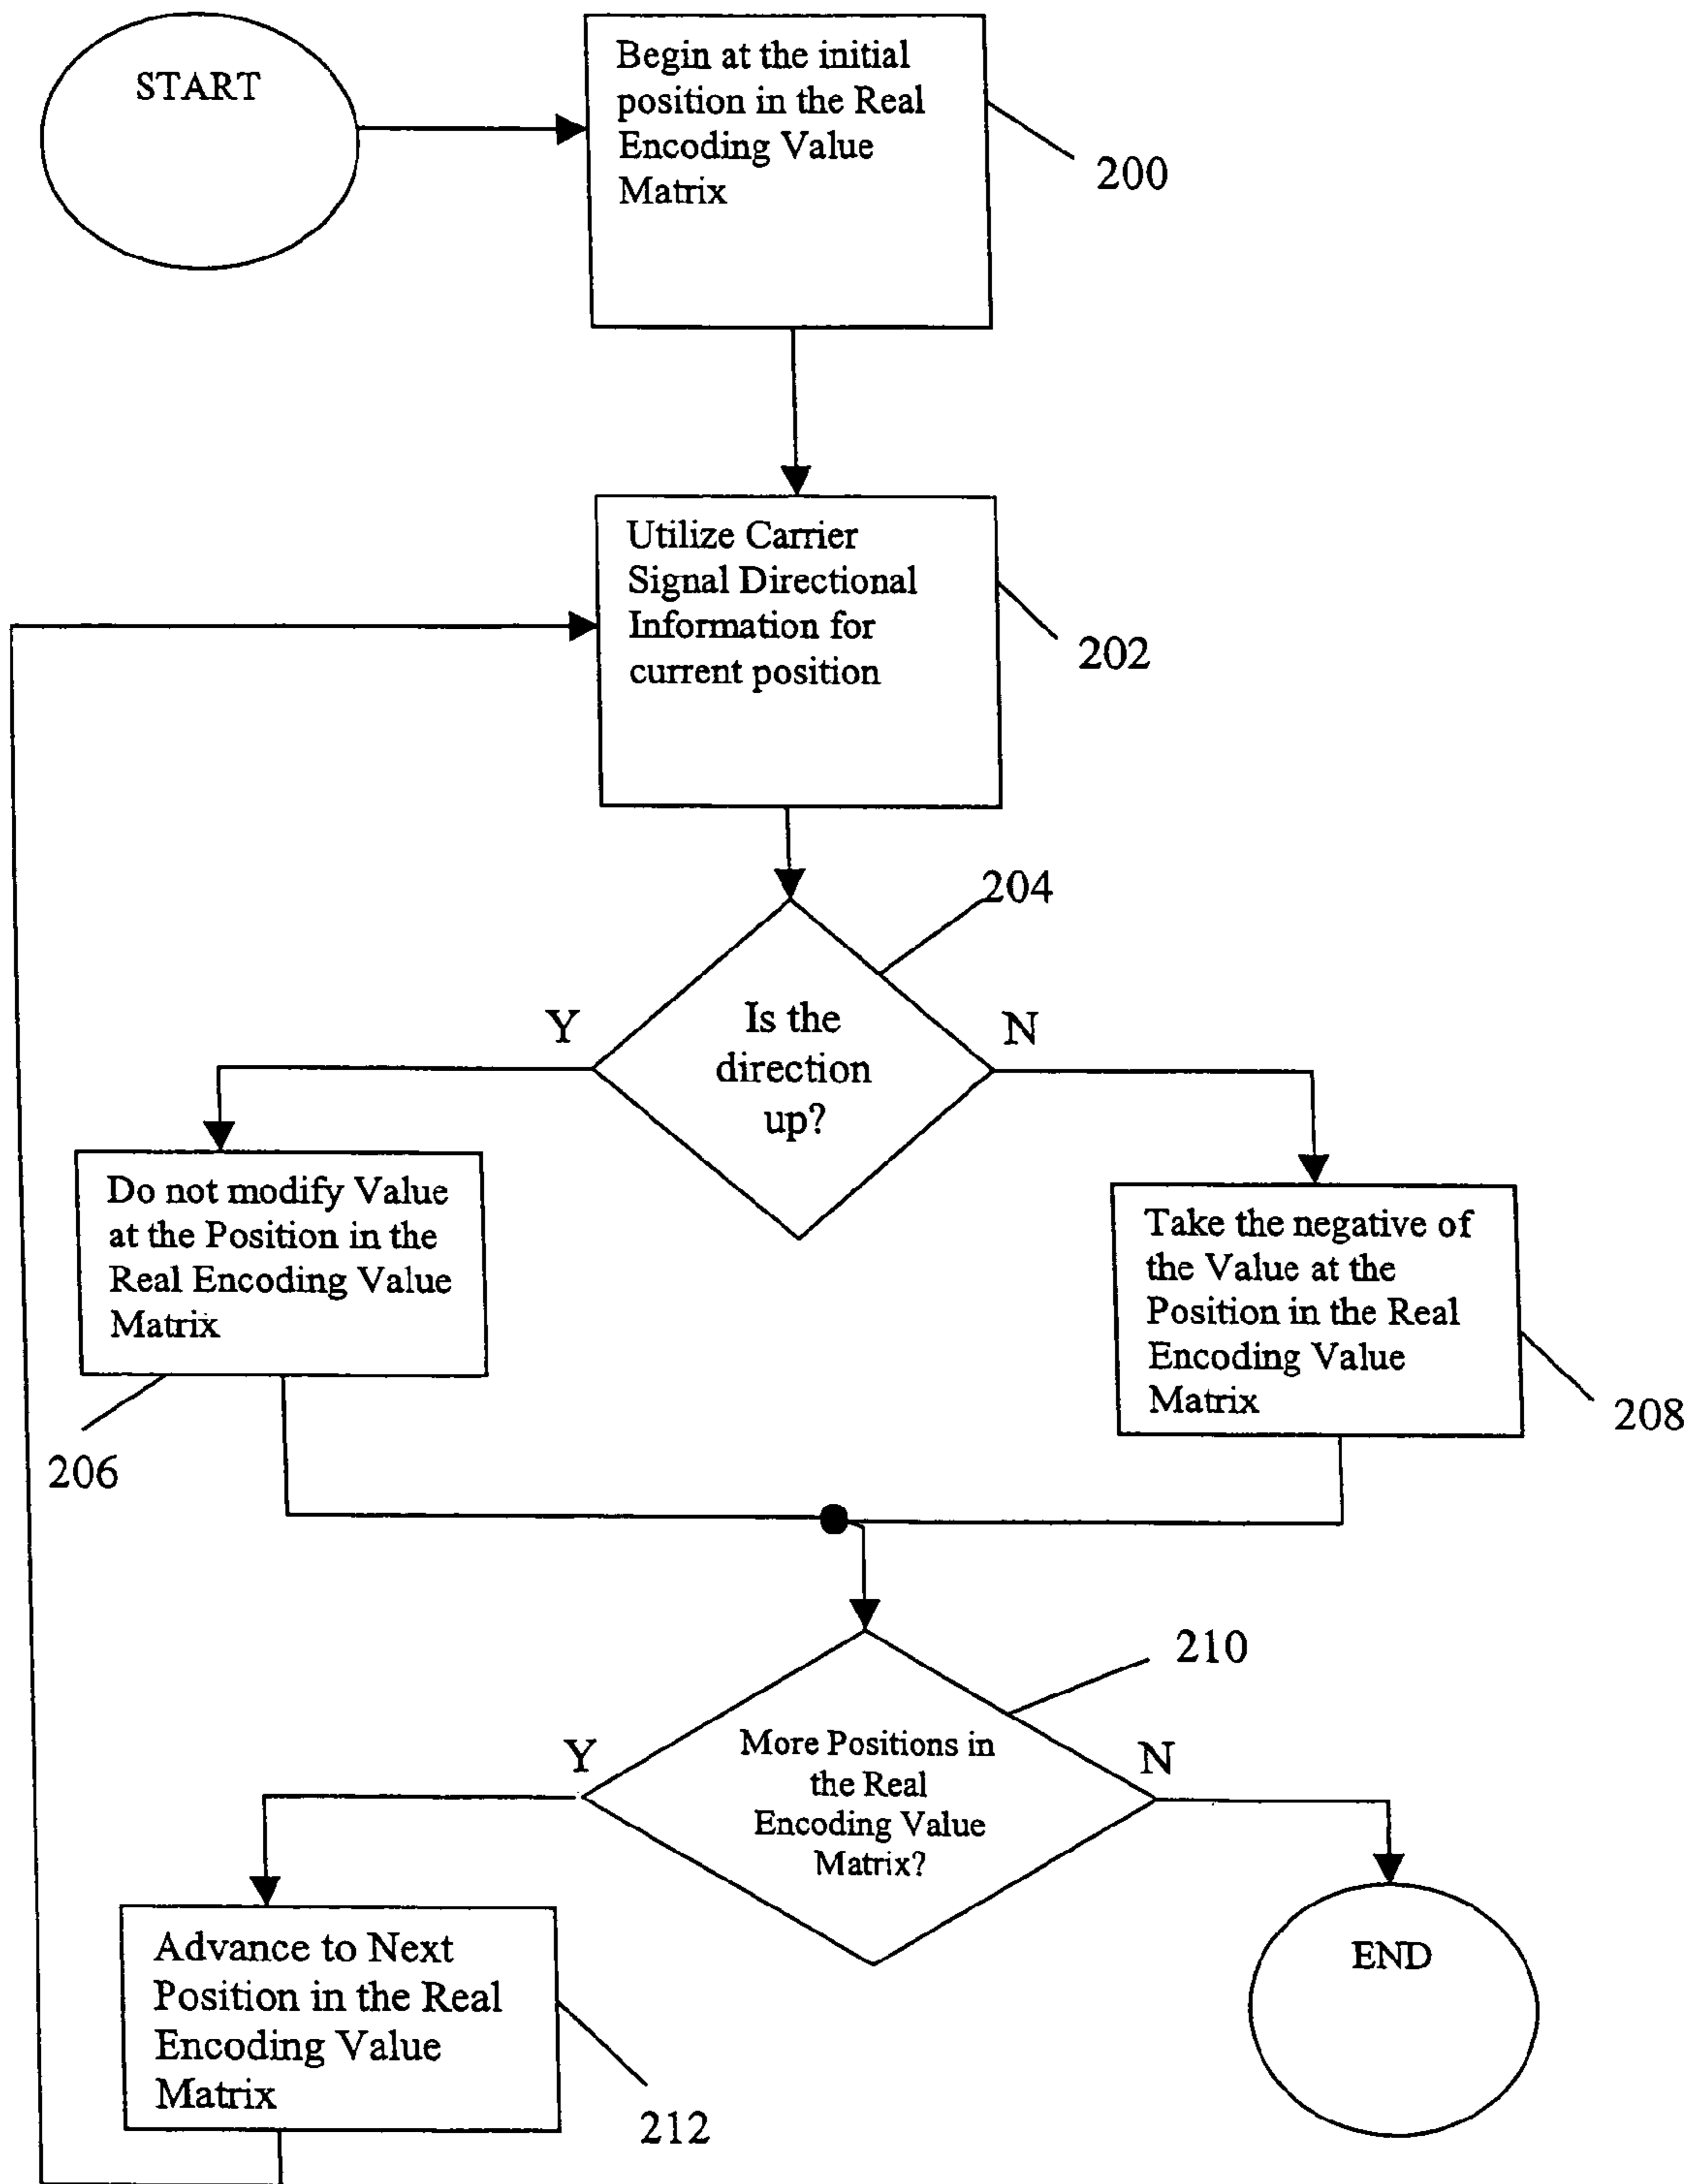 START
Begin at the initial
position in the Real
Encoding Value
Matrix
200
Utilize Carrier
Signal Directional
Information for
current position
202
204
Y
Is the
direction
up?
N
Do not modify Value
at the Position in the
Real Encoding Value
Matrix
206
Take the negative of
the Value at the
Position in the Real
Encoding Value
Matrix
208
210
Y
More Positions in
the Real
Encoding Value
Matrix?
N
Advance to Next
Position in the Real
Encoding Value
Matrix
212
END